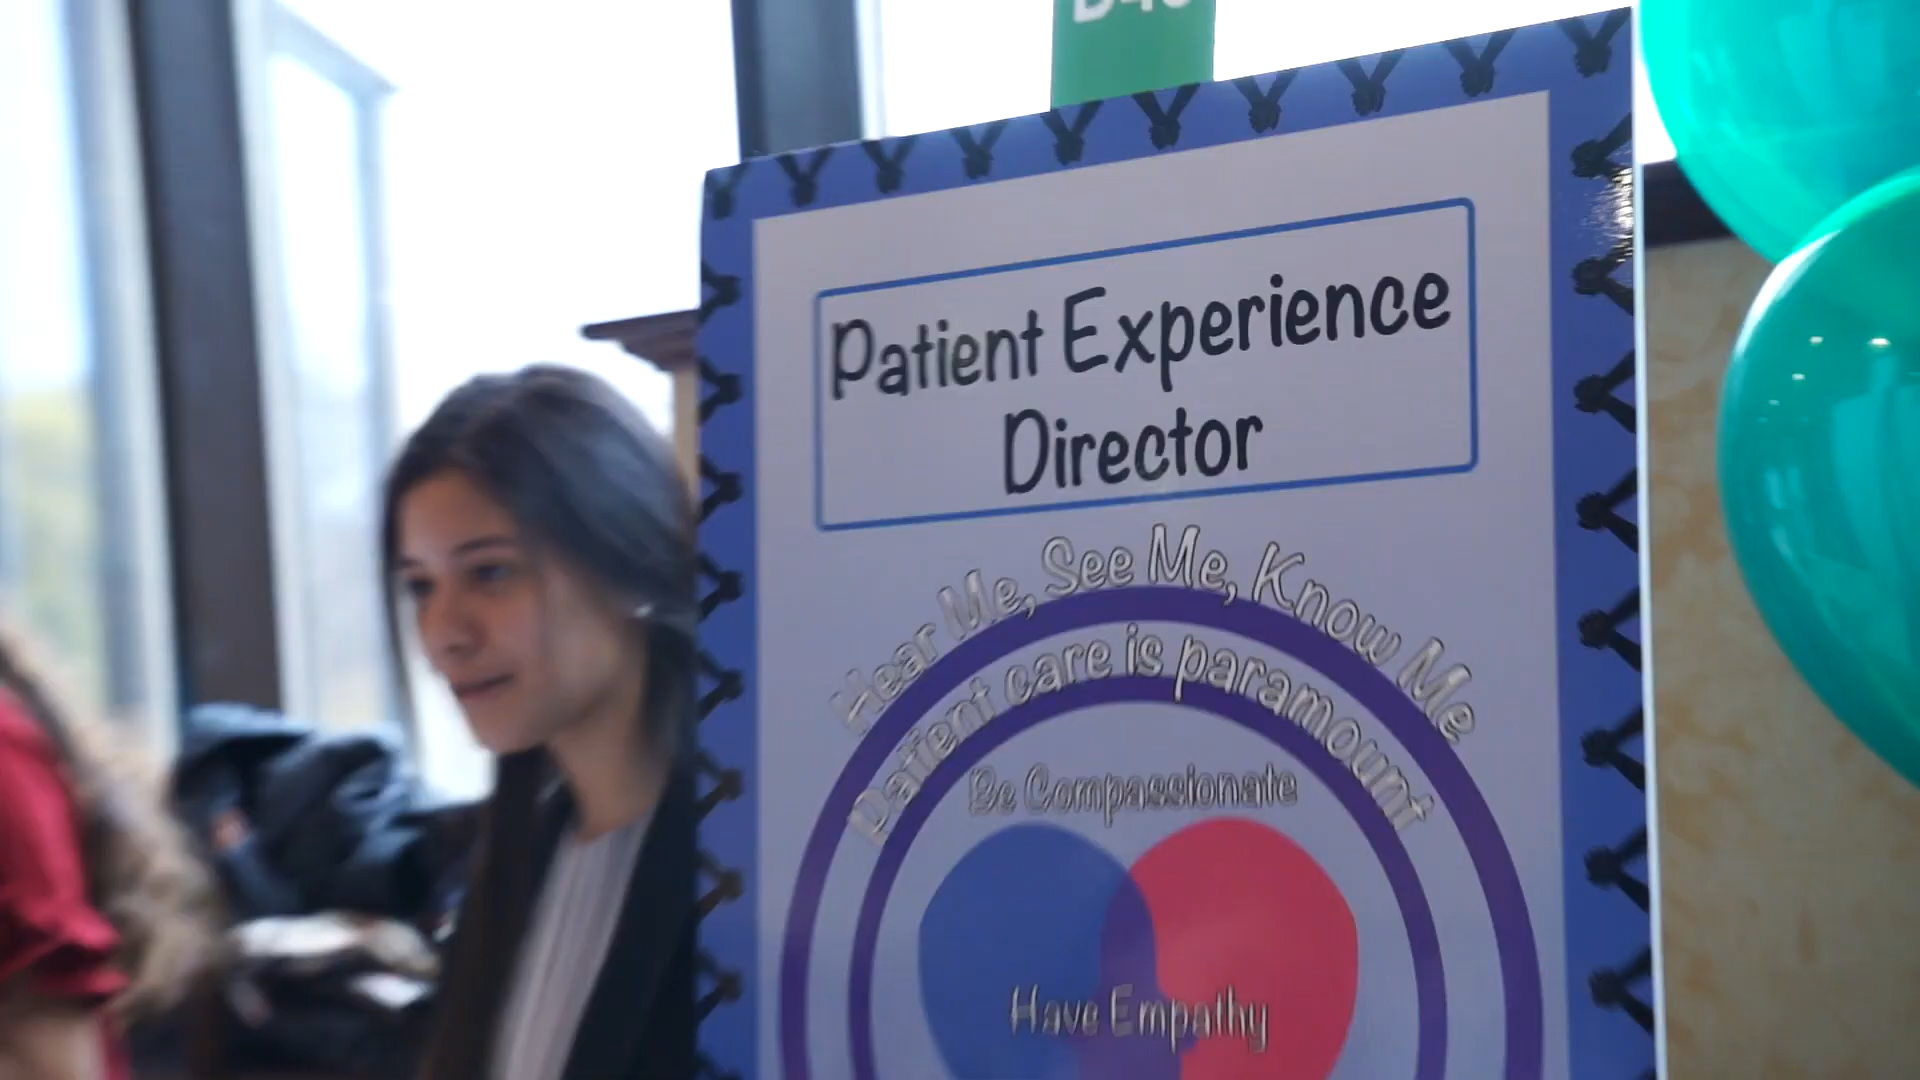 Patient Experience
Director
Hear Me, See Me, Know Me
Patient care is paramount
Be Compassionate
Have Empathy